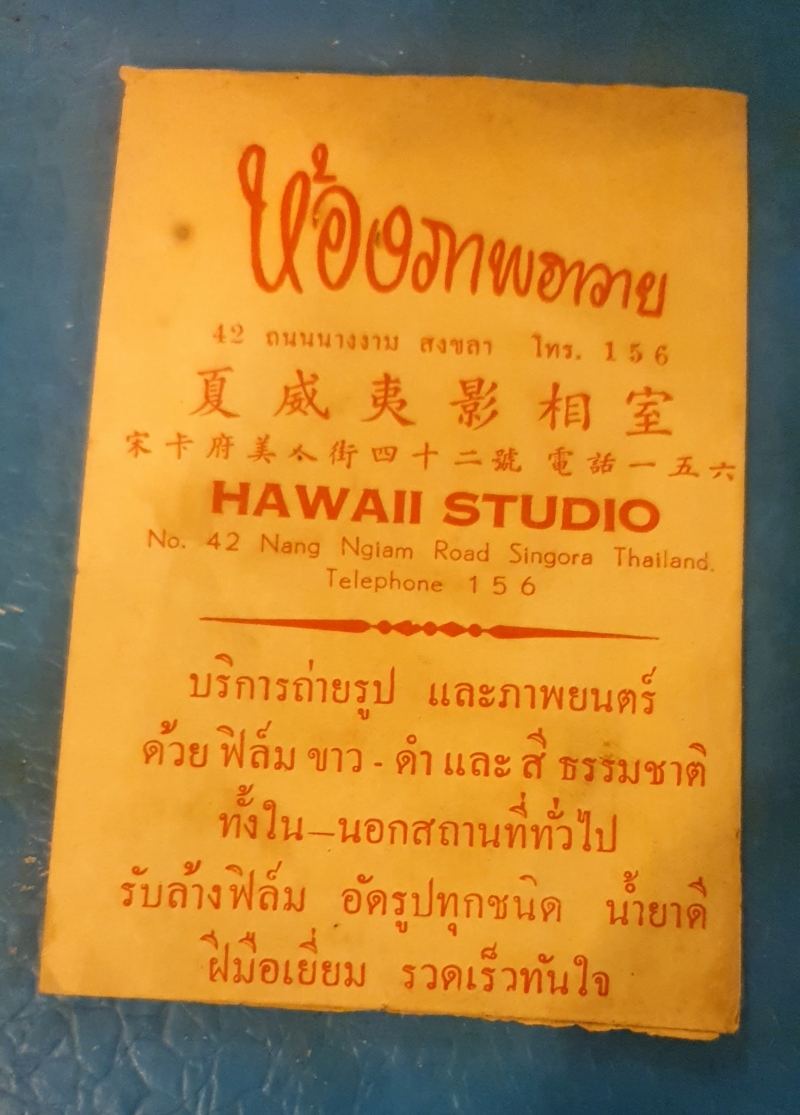 ห้องภาพฮาวาย
42 ถนนนางงาม สงขลา โทร. 156
夏威夷影相室
宋卡府美人街四十二號 電話一五六
HAWAII STUDIO
No. 42 Nang Ngiam Road Singora Thailand.
Telephone 156
บริการถ่ายรูป และภาพยนตร์
ด้วย ฟิล์ม ขาว - ดำ และ สี ธรรมชาติ
ทั้งใน—นอกสถานที่ทั่วไป
รับล้างฟิล์ม อัดรูปทุกชนิด น้ำยาดี
ฝีมือเยี่ยม รวดเร็วทันใจ